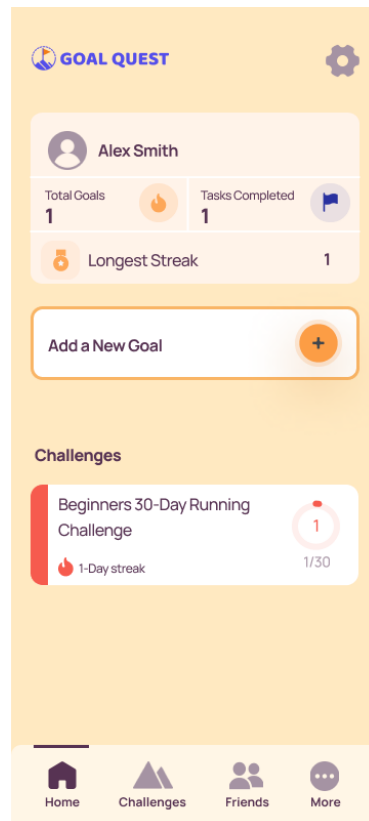 GOAL QUEST
Alex Smith
Total Goals
1
Tasks Completed
1
Longest Streak 1
Add a New Goal
+
Challenges
Beginners 30-Day Running
Challenge
1
1-Day streak
1/30
Home Challenges Friends More